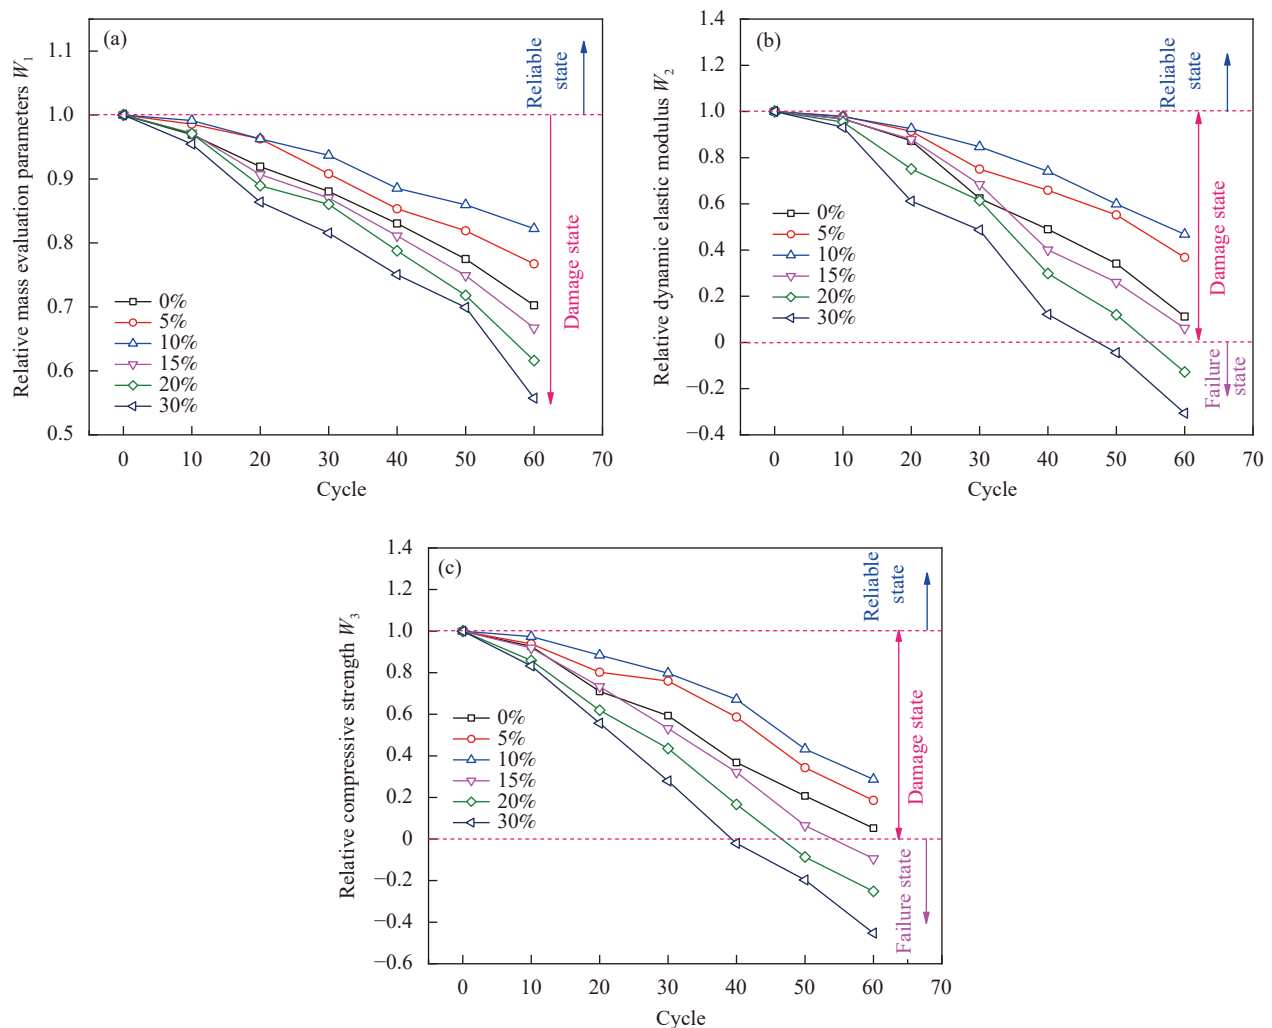 (a)
Relative mass evaluation parameters W₁
1.1
1.0
0.9
0.8
0.7
0.6
0.5
Reliable
state
Damage state
0%
5%
10%
15%
20%
30%
0 10 20 30 40 50 60 70
Cycle
(b)
Relative dynamic elastic modulus W₂
1.4
1.2
1.0
0.8
0.6
0.4
0.2
0
−0.2
−0.4
Reliable
state
Damage state
Failure
state
0%
5%
10%
15%
20%
30%
0 10 20 30 40 50 60 70
Cycle
(c)
Relative compressive strength W₃
1.4
1.2
1.0
0.8
0.6
0.4
0.2
0
−0.2
−0.4
−0.6
Reliable
state
Damage state
Failure state
0%
5%
10%
15%
20%
30%
0 10 20 30 40 50 60 70
Cycle